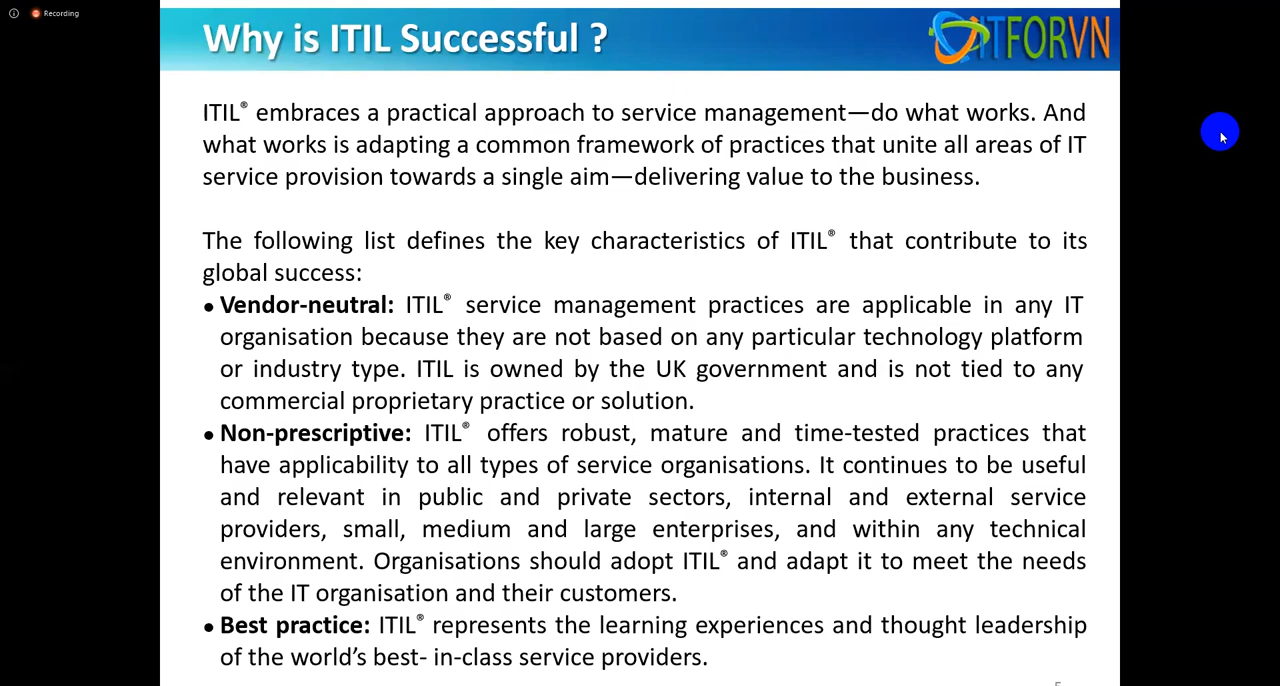 Recording
Why is ITIL Successful ?
ITFORVN
ITIL® embraces a practical approach to service management—do what works. And
what works is adapting a common framework of practices that unite all areas of IT
service provision towards a single aim—delivering value to the business.
The following list defines the key characteristics of ITIL® that contribute to its
global success:
• Vendor-neutral: ITIL® service management practices are applicable in any IT
organisation because they are not based on any particular technology platform
or industry type. ITIL is owned by the UK government and is not tied to any
commercial proprietary practice or solution.
• Non-prescriptive: ITIL® offers robust, mature and time-tested practices that
have applicability to all types of service organisations. It continues to be useful
and relevant in public and private sectors, internal and external service
providers, small, medium and large enterprises, and within any technical
environment. Organisations should adopt ITIL® and adapt it to meet the needs
of the IT organisation and their customers.
• Best practice: ITIL® represents the learning experiences and thought leadership
of the world’s best- in-class service providers.